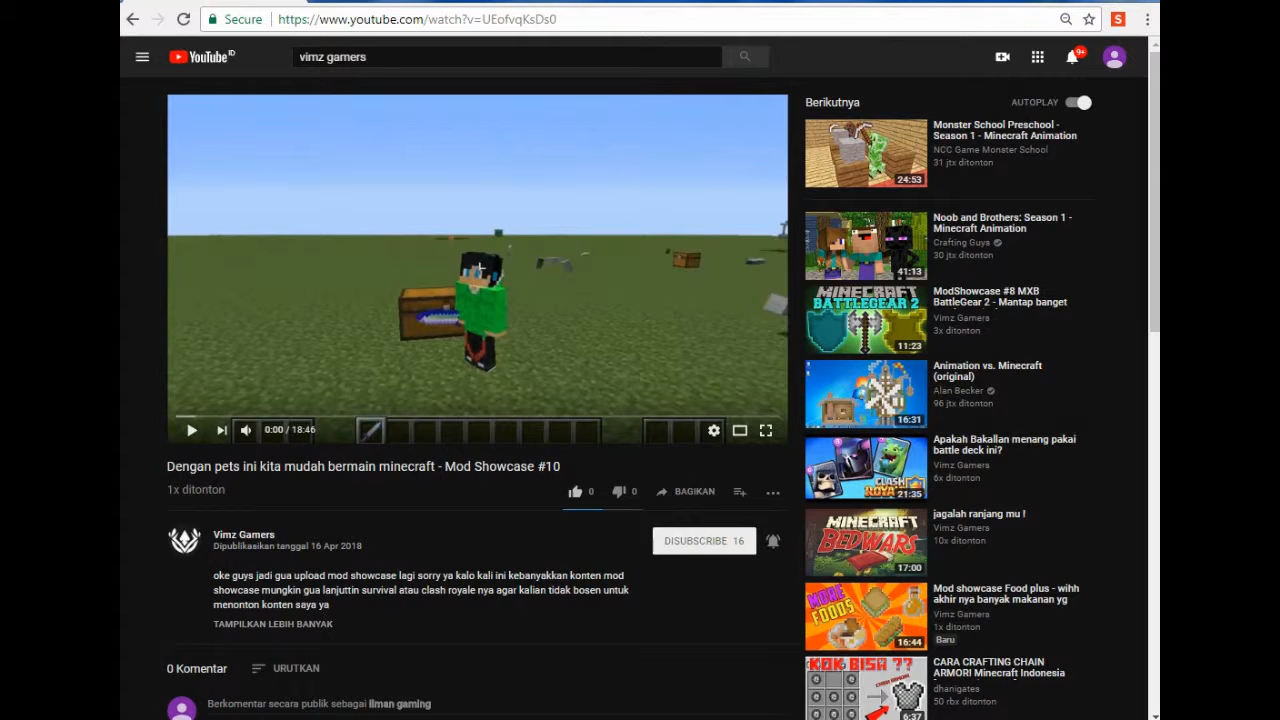 Secure https://www.youtube.com/watch?v=UEofvqKsDs0
YouTube ID
vimz gamers
9+
0:00 / 18:46
Dengan pets ini kita mudah bermain minecraft - Mod Showcase #10
1x ditonton
0
0
BAGIKAN
Vimz Gamers
Dipublikasikan tanggal 16 Apr 2018
DISUBSCRIBE 16
oke guys jadi gua upload mod showcase lagi sorry ya kalo kali ini kebanyakkan konten mod
showcase mungkin gua lanjuttin survival atau clash royale nya agar kalian tidak bosen untuk
menonton konten saya ya
TAMPILKAN LEBIH BANYAK
0 Komentar
URUTKAN
Berkomentar secara publik sebagai Ilman gaming
Berikutnya
AUTOPLAY
24:53
Monster School Preschool -
Season 1 - Minecraft Animation
NCC Game Monster School
31 jtx ditonton
41:13
Noob and Brothers: Season 1 -
Minecraft Animation
Crafting Guys
30 jtx ditonton
MINECRAFT
BATTLEGEAR 2
11:23
ModShowcase #8 MXB
BattleGear 2 - Mantap banget
Vimz Gamers
3x ditonton
16:31
Animation vs. Minecraft
(original)
Alan Becker
96 jtx ditonton
CLASH
ROYALE
21:35
Apakah Bakallan menang pakai
battle deck ini?
Vimz Gamers
6x ditonton
MINECRAFT
BEDWARS
17:00
jagalah ranjang mu !
Vimz Gamers
10x ditonton
MORE
FOODS
16:44
Mod showcase Food plus - wihh
akhir nya banyak makanan yg
Vimz Gamers
1x ditonton
Baru
KOK BISA ??
6:37
CARA CRAFTING CHAIN
ARMORI Minecraft Indonesia
dhanigates
50 rbx ditonton